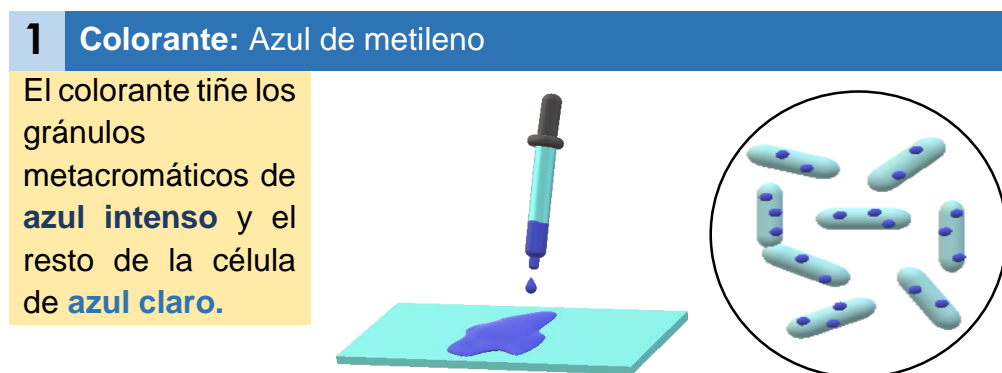 1 Colorante: Azul de metileno
El colorante tiñe los
gránulos
metacromáticos de
azul intenso y el
resto de la célula
de azul claro.